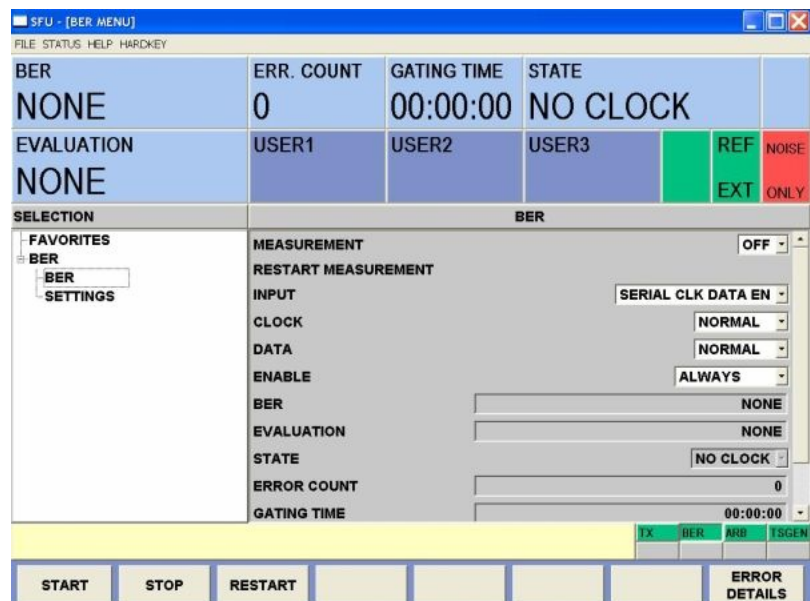 SFU - [BER MENU]
FILE STATUS HELP HARDKEY
BER ERR. COUNT GATING TIME STATE
NONE 0 00:00:00 NO CLOCK
EVALUATION USER1 USER2 USER3 REF NOISE
NONE EXT ONLY
SELECTION BER
FAVORITES
BER
BER
SETTINGS
MEASUREMENT OFF
RESTART MEASUREMENT
INPUT SERIAL CLK DATA EN
CLOCK NORMAL
DATA NORMAL
ENABLE ALWAYS
BER NONE
EVALUATION NONE
STATE NO CLOCK
ERROR COUNT 0
GATING TIME 00:00:00
TX BER ARB TSGEN
START STOP RESTART ERROR
DETAILS